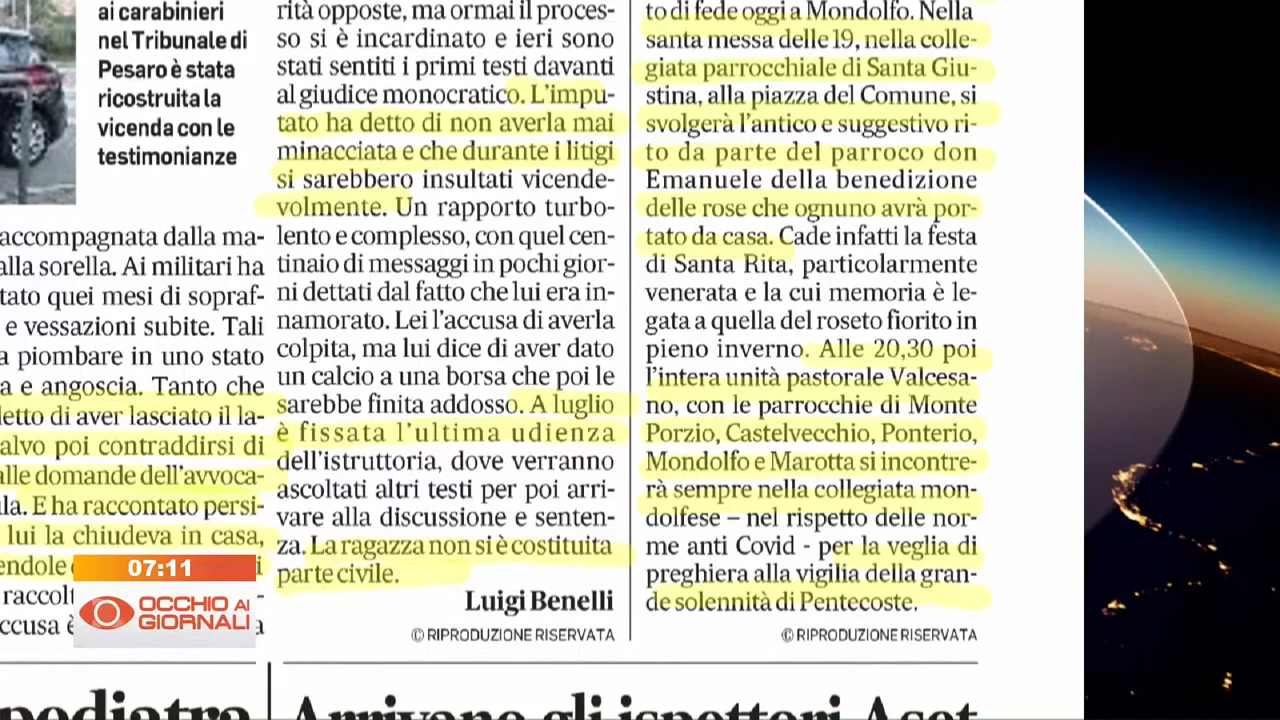 ai carabinieri
nel Tribunale di
Pesaro è stata
ricostruita la
vicenda con le
testimonianze
accompagnata dalla ma-
alla sorella. Ai militari ha
tato quei mesi di sopraf-
e vessazioni subite. Tali
a piombare in uno stato
a e angoscia. Tanto che
detto di aver lasciato il la-
alvo poi contraddirsi di
alle domande dell'avvoca-
la. E ha raccontato persi-
lui la chiudeva in casa,
endole
raccolt
ccusa è
rità opposte, ma ormai il proces-
so si è incardinato e ieri sono
stati sentiti i primi testi davanti
al giudice monocratico. L'impu-
tato ha detto di non averla mai
minacciata e che durante i litigi
si sarebbero insultati vicende-
volmente. Un rapporto turbo-
lento e complesso, con quel cen-
tinaio di messaggi in pochi gior-
ni dettati dal fatto che lui era in-
namorato. Lei l'accusa di averla
colpita, ma lui dice di aver dato
un calcio a una borsa che poi le
sarebbe finita addosso. A luglio
è fissata l'ultima udienza
dell'istruttoria, dove verranno
ascoltati altri testi per poi arri-
vare alla discussione e senten-
za. La ragazza non si è costituita
parte civile.
Luigi Benelli
© RIPRODUZIONE RISERVATA
to di fede oggi a Mondolfo. Nella
santa messa delle 19, nella colle-
giata parrocchiale di Santa Giu-
stina, alla piazza del Comune, si
svolgerà l'antico e suggestivo ri-
to da parte del parroco don
Emanuele della benedizione
delle rose che ognuno avrà por-
tato da casa. Cade infatti la festa
di Santa Rita, particolarmente
venerata e la cui memoria è le-
gata a quella del roseto fiorito in
pieno inverno. Alle 20,30 poi
l'intera unità pastorale Valcesa-
no, con le parrocchie di Monte
Porzio, Castelvecchio, Ponterio,
Mondolfo e Marotta si incontre-
rà sempre nella collegiata mon-
dolfese – nel rispetto delle nor-
me anti Covid - per la veglia di
preghiera alla vigilia della gran-
de solennità di Pentecoste.
© RIPRODUZIONE RISERVATA
07:11
OCCHIO AI
GIORNALI
pediatra
Arrivano gli ispettori Aset